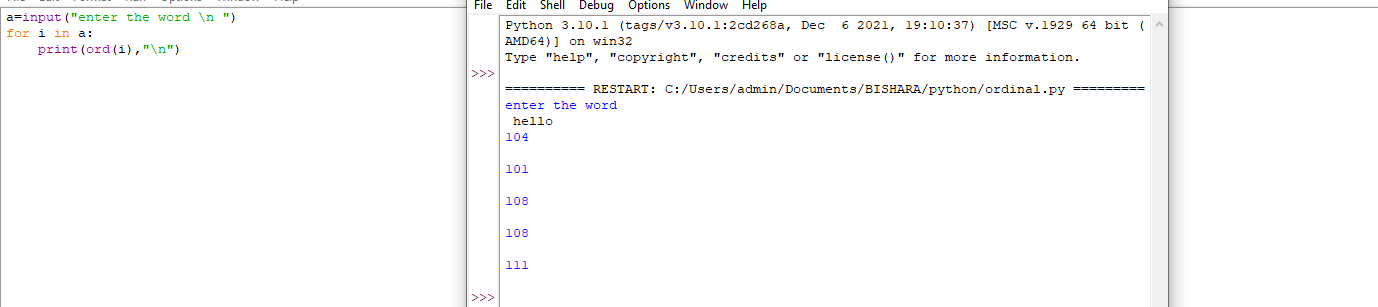 a=input("enter the word \n ")
for i in a:
    print(ord(i),"\n")
File Edit Shell Debug Options Window Help
Python 3.10.1 (tags/v3.10.1:2cd268a, Dec  6 2021, 19:10:37) [MSC v.1929 64 bit (
AMD64)] on win32
Type "help", "copyright", "credits" or "license()" for more information.
>>>
========== RESTART: C:/Users/admin/Documents/BISHARA/python/ordinal.py =========
enter the word
 hello
104
101
108
108
111
>>>